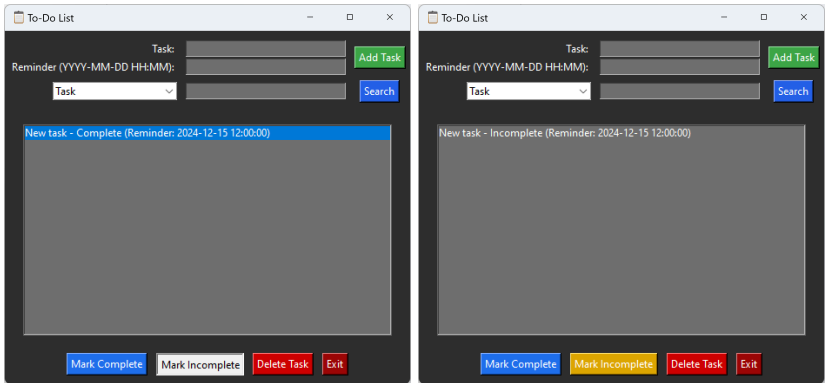 To-Do List
Task:
Add Task
Reminder (YYYY-MM-DD HH:MM):
Task
Search
New task - Complete (Reminder: 2024-12-15 12:00:00)
Mark Complete Mark Incomplete Delete Task Exit
To-Do List
Task:
Add Task
Reminder (YYYY-MM-DD HH:MM):
Task
Search
New task - Incomplete (Reminder: 2024-12-15 12:00:00)
Mark Complete Mark Incomplete Delete Task Exit